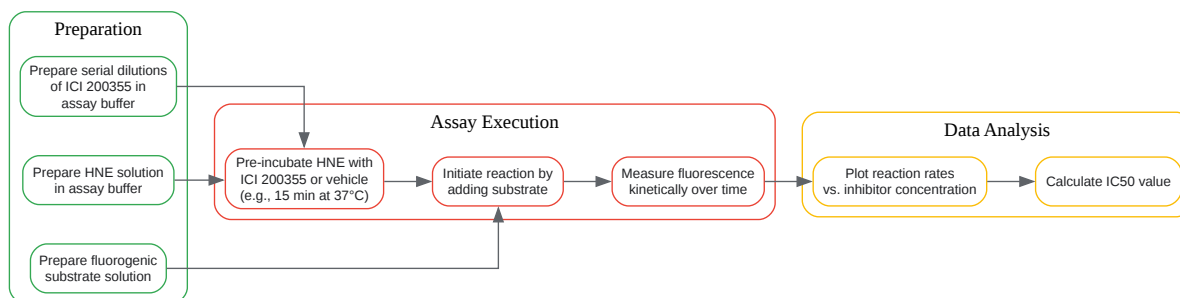 Preparation
Prepare serial dilutions
of ICI 200355 in
assay buffer
Prepare HNE solution
in assay buffer
Prepare fluorogenic
substrate solution
Assay Execution
Pre-incubate HNE with
ICI 200355 or vehicle
(e.g., 15 min at 37°C)
Initiate reaction by
adding substrate
Measure fluorescence
kinetically over time
Data Analysis
Plot reaction rates
vs. inhibitor concentration
Calculate IC50 value